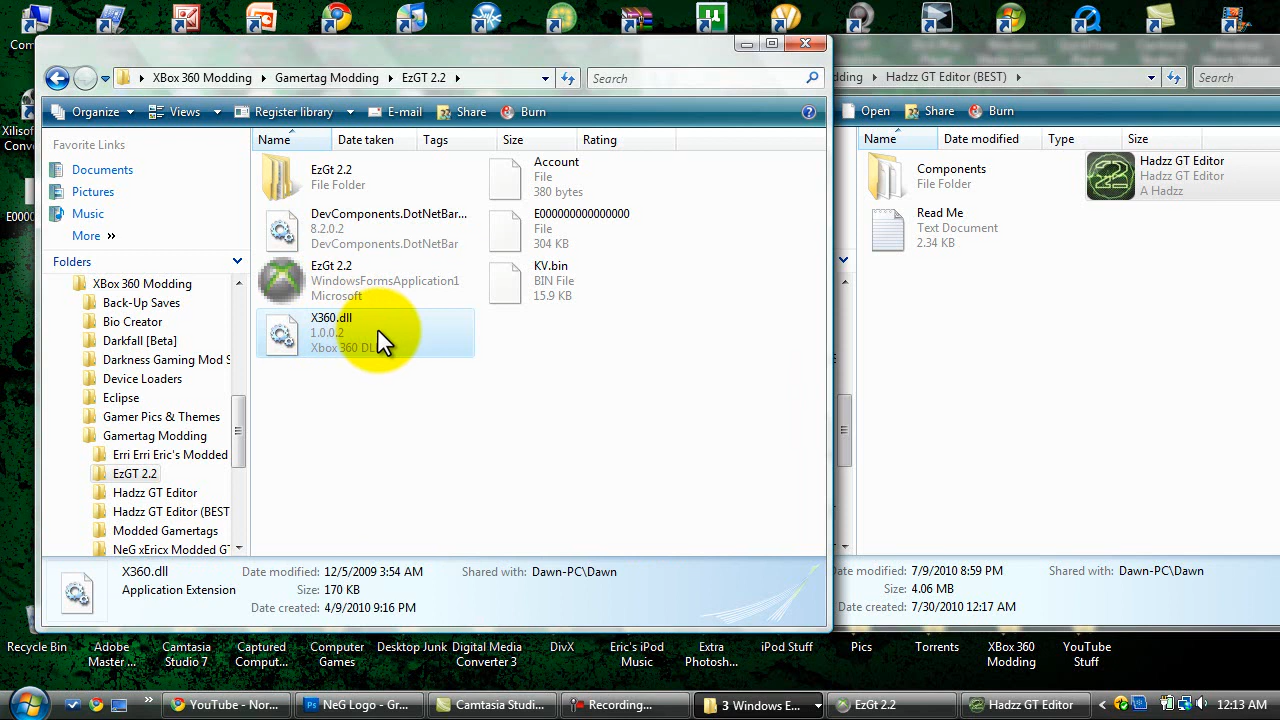 Com
XBox 360 Modding
Gamertag Modding
EzGT 2.2
Search
dding
Hadzz GT Editor (BEST)
Search
Organize
Views
Register library
E-mail
Share
Burn
Open
Share
Burn
Favorite Links
Documents
Pictures
Music
More »
Folders
XBox 360 Modding
Back-Up Saves
Bio Creator
Darkfall [Beta]
Darkness Gaming Mod S
Device Loaders
Eclipse
Gamer Pics & Themes
Gamertag Modding
Erri Erri Eric's Modded
EzGT 2.2
Hadzz GT Editor
Hadzz GT Editor (BEST
Modded Gamertags
NeG xEricx Modded GT
Name
Date taken
Tags
Size
Rating
EzGt 2.2
File Folder
DevComponents.DotNetBar...
8.2.0.2
DevComponents.DotNetBar
EzGt 2.2
WindowsFormsApplication1
Microsoft
X360.dll
1.0.0.2
Xbox 360 DL
Account
File
380 bytes
E000000000000000
File
304 KB
KV.bin
BIN File
15.9 KB
Name
Date modified
Type
Size
Components
File Folder
Read Me
Text Document
2.34 KB
Hadzz GT Editor
Hadzz GT Editor
A Hadzz
Xilisof
Conv
E0000
X360.dll
Application Extension
Date modified: 12/5/2009 3:54 AM
Size: 170 KB
Date created: 4/9/2010 9:16 PM
Shared with: Dawn-PC\Dawn
Date modified: 7/9/2010 8:59 PM
Size: 4.06 MB
Date created: 7/30/2010 12:17 AM
Shared with: Dawn-PC\Dawn
Recycle Bin
Adobe
Master ...
Camtasia
Studio 7
Captured
Comput...
Computer
Games
Desktop Junk
Digital Media
Converter 3
DivX
Eric's iPod
Music
Extra
Photosh...
iPod Stuff
Pics
Torrents
XBox 360
Modding
YouTube
Stuff
YouTube - Nor...
NeG Logo - Gr...
Camtasia Studi...
Recording...
3 Windows E...
EzGt 2.2
Hadzz GT Editor
12:13 AM